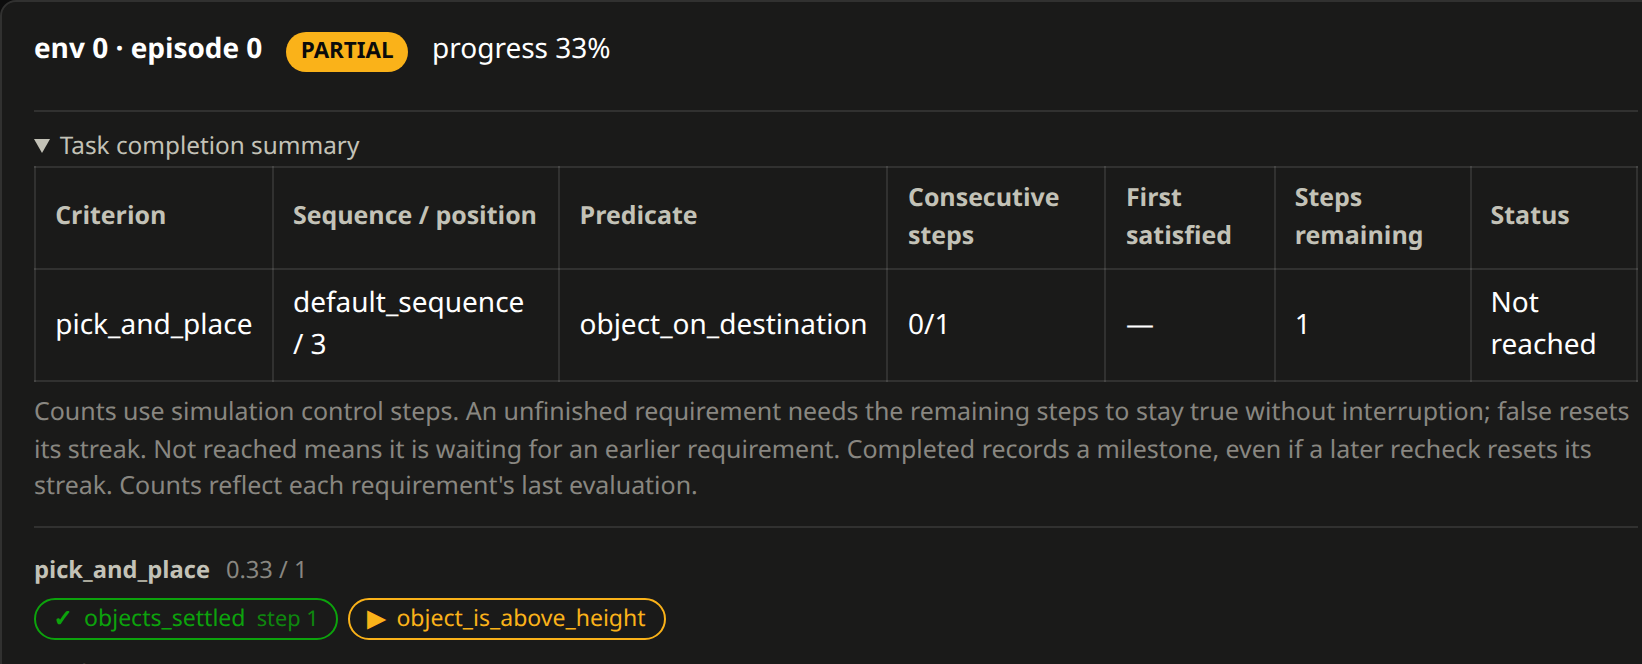 env 0 · episode 0 PARTIAL progress 33%
▼ Task completion summary
Criterion Sequence / position Predicate Consecutive steps First satisfied Steps remaining Status
pick_and_place default_sequence / 3 object_on_destination 0/1 — 1 Not reached
Counts use simulation control steps. An unfinished requirement needs the remaining steps to stay true without interruption; false resets
its streak. Not reached means it is waiting for an earlier requirement. Completed records a milestone, even if a later recheck resets its
streak. Counts reflect each requirement's last evaluation.
pick_and_place 0.33 / 1
✓ objects_settled step 1 ▶ object_is_above_height